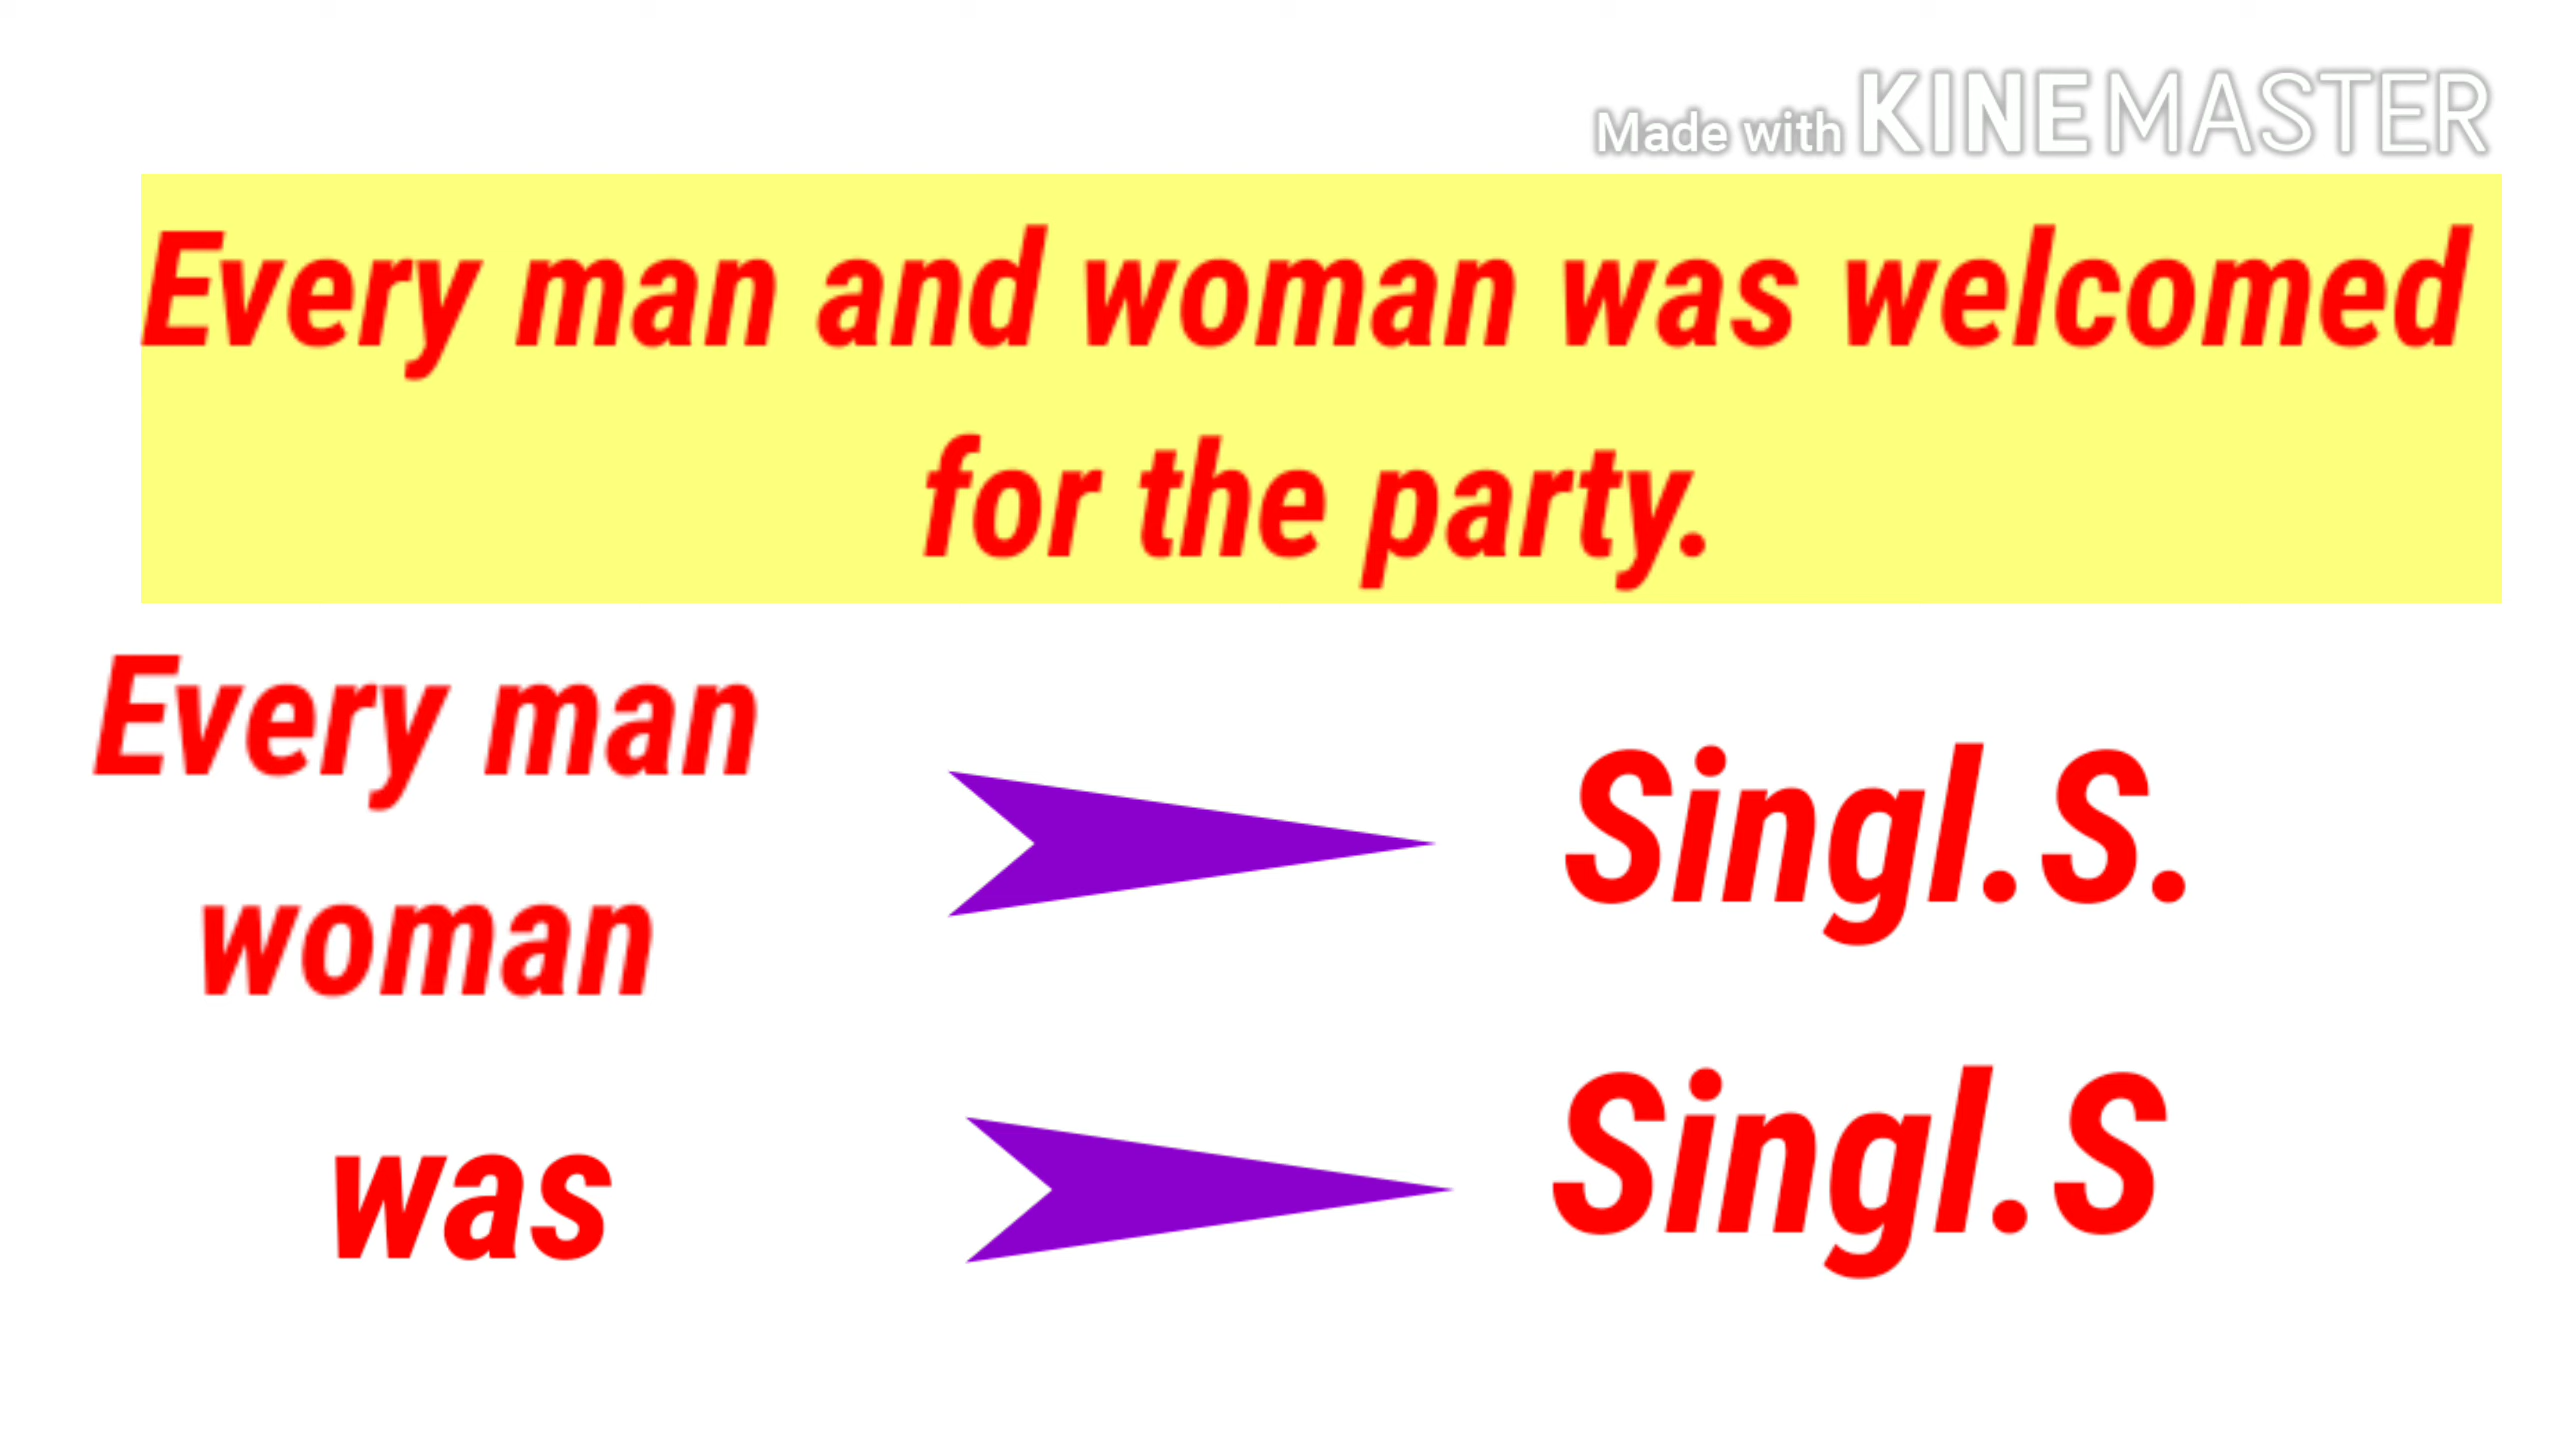 Made with KINEMASTER
Every man and woman was welcomed
for the party.
Every man
woman
Singl.S.
was
Singl.S